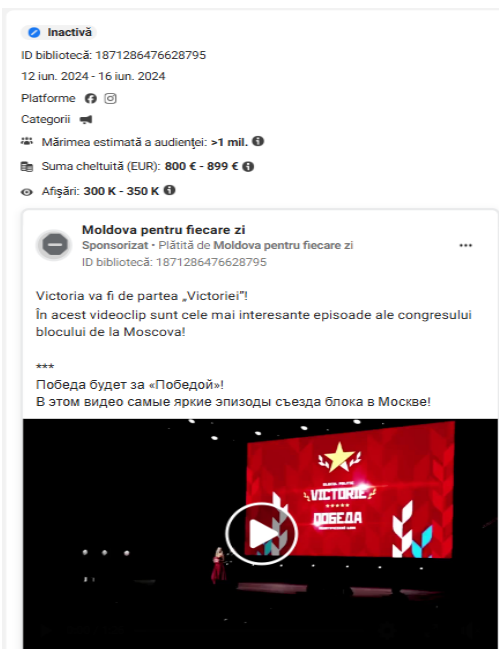 Inactivă
ID bibliotecă: 1871286476628795
12 iun. 2024 - 16 iun. 2024
Platforme
Categorii
Mărimea estimată a audienței: >1 mil.
Suma cheltuită (EUR): 800 € - 899 €
Afișări: 300 K - 350 K
Moldova pentru fiecare zi
Sponsorizat • Plătită de Moldova pentru fiecare zi
ID bibliotecă: 1871286476628795
Victoria va fi de partea „Victoriei”!
În acest videoclip sunt cele mai interesante episoade ale congresului
blocului de la Moscova!
***
Победа будет за «Победой»!
В этом видео самые яркие эпизоды съезда блока в Москве!
VICTORIE
ПОБЕДА